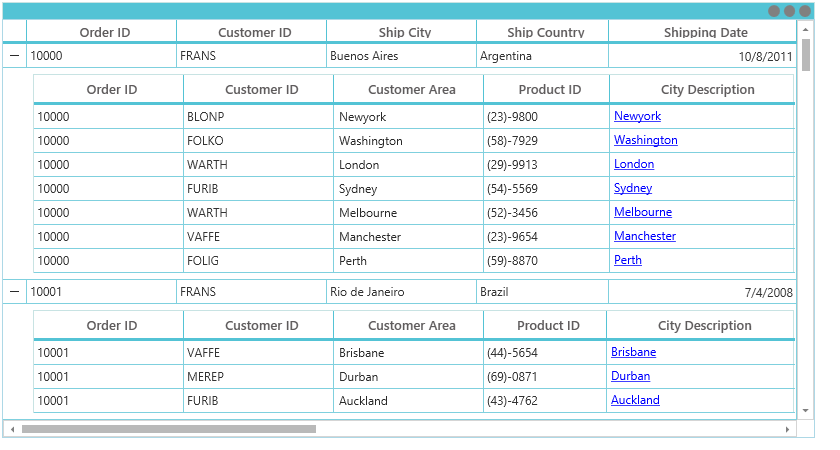 Order ID Customer ID Ship City Ship Country Shipping Date
10000 FRANS Buenos Aires Argentina 10/8/2011
Order ID Customer ID Customer Area Product ID City Description
10000 BLONP Newyork (23)-9800 Newyork
10000 FOLKO Washington (58)-7929 Washington
10000 WARTH London (29)-9913 London
10000 FURIB Sydney (54)-5569 Sydney
10000 WARTH Melbourne (52)-3456 Melbourne
10000 VAFFE Manchester (23)-9654 Manchester
10000 FOLIG Perth (59)-8870 Perth
10001 FRANS Rio de Janeiro Brazil 7/4/2008
Order ID Customer ID Customer Area Product ID City Description
10001 VAFFE Brisbane (44)-5654 Brisbane
10001 MEREP Durban (69)-0871 Durban
10001 FURIB Auckland (43)-4762 Auckland